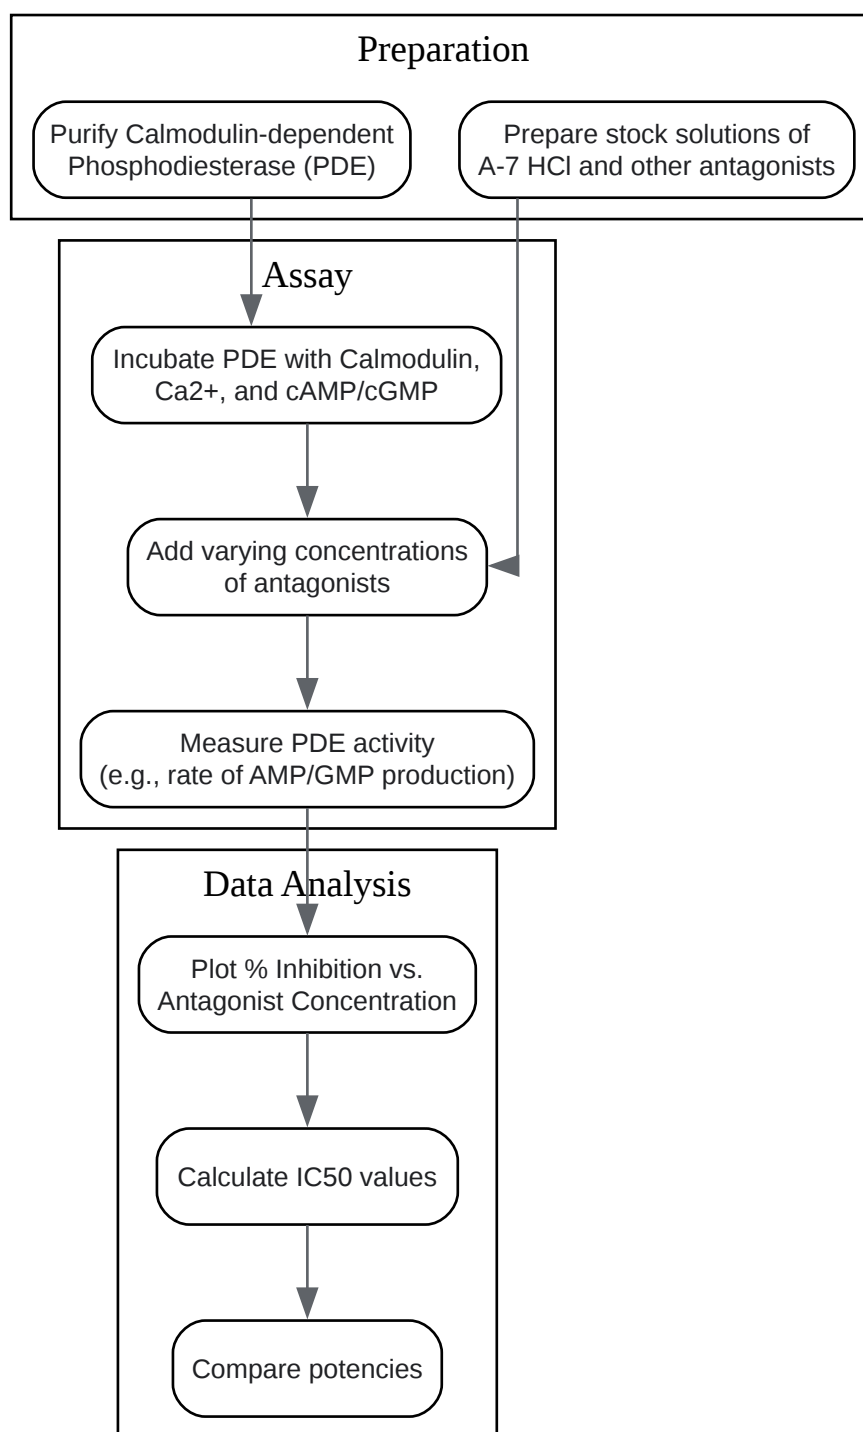 Preparation
Purify Calmodulin-dependent
Phosphodiesterase (PDE)
Prepare stock solutions of
A-7 HCl and other antagonists
Assay
Incubate PDE with Calmodulin,
Ca2+, and cAMP/cGMP
Add varying concentrations
of antagonists
Measure PDE activity
(e.g., rate of AMP/GMP production)
Data Analysis
Plot % Inhibition vs.
Antagonist Concentration
Calculate IC50 values
Compare potencies